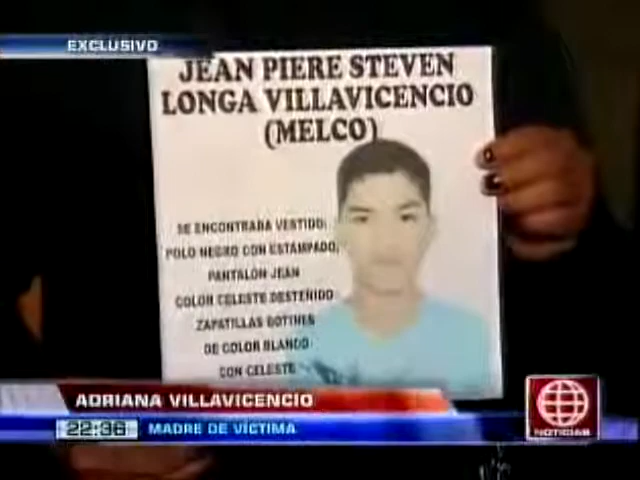 EXCLUSIVO
JEAN PIERE STEVEN
LONGA VILLAVICENCIO
(MELCO)
SE ENCONTRABA VESTIDO:
POLO NEGRO CON ESTAMPADO,
PANTALON JEAN
COLOR CELESTE DESTEÑIDO
ZAPATILLAS BOTINES
DE COLOR BLANCO
CON CELESTE
ADRIANA VILLAVICENCIO
22:36 MADRE DE VÍCTIMA
NOTICIAS